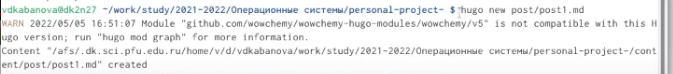 vdkabanova@dk2n27 ~/work/study/2021-2022/Операционные системы/personal-project- $ hugo new post/post1.md
WARN 2022/05/05 16:51:07 Module "github.com/wowchemy/wowchemy-hugo-modules/wowchemy/v5" is not compatible with this H
ugo version; run "hugo mod graph" for more information.
Content "/afs/.dk.sci.pfu.edu.ru/home/v/d/vdkabanova/work/study/2021-2022/Операционные системы/personal-project-/cont
ent/post/post1.md" created